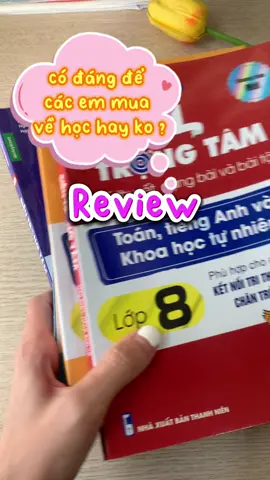 có đáng để
các em mua
về học hay ko ?
TRỌNG TÂM
Review
Toán, tiếng Anh và
Khoa học tự nhiên
Lớp 8
Phù hợp cho
KẾT NỐI TRI TH
CHÂN TR
NHÀ XUẤT BẢN THANH NIÊN